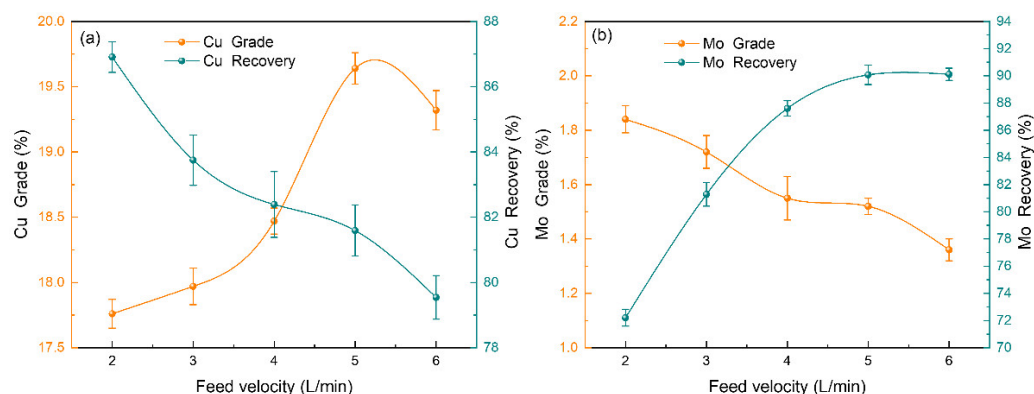 (a)
Cu Grade
Cu Recovery
20.0
19.5
19.0
18.5
18.0
17.5
Cu Grade (%)
88
86
84
82
80
78
Cu Recovery (%)
2 3 4 5 6
Feed velocity (L/min)
(b)
Mo Grade
Mo Recovery
2.2
2.0
1.8
1.6
1.4
1.2
1.0
Mo Grade (%)
94
92
90
88
86
84
82
80
78
76
74
72
70
Mo Recovery (%)
2 3 4 5 6
Feed velocity (L/min)